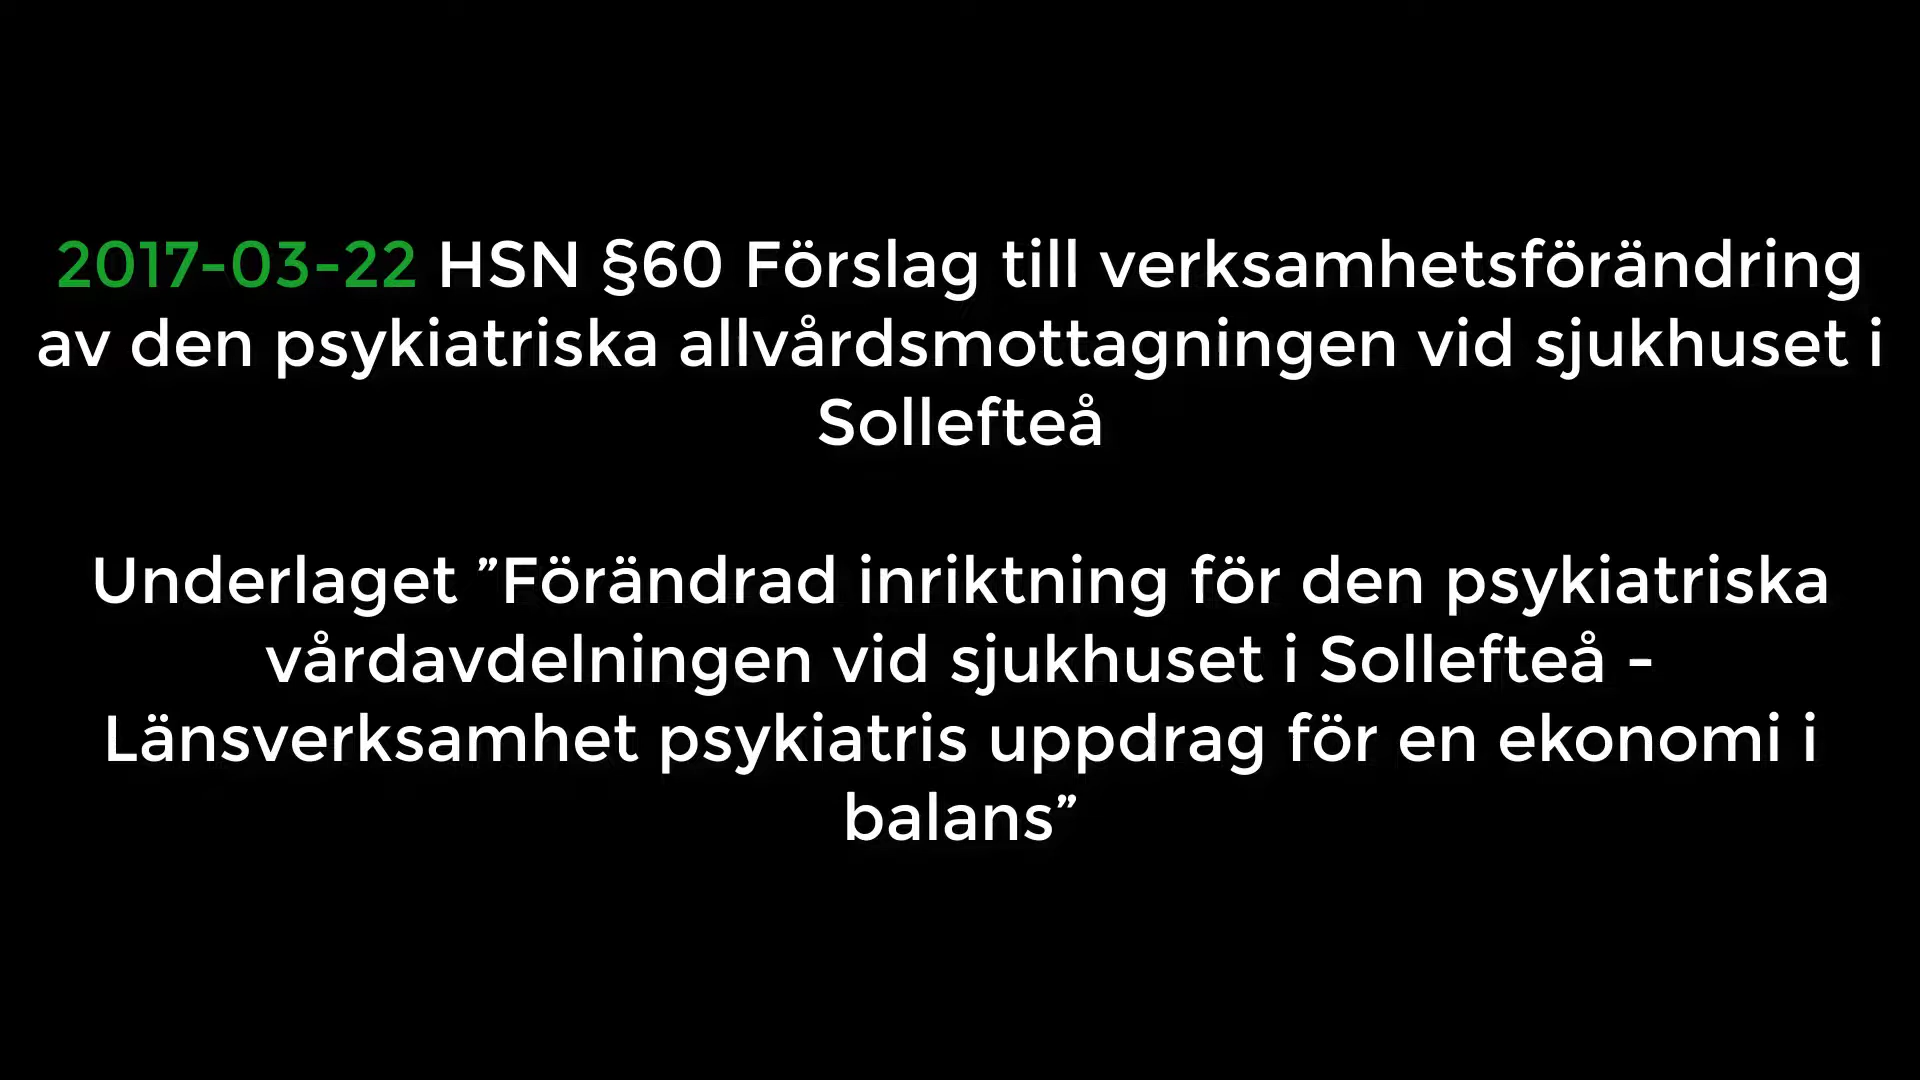 2017-03-22 HSN §60 Förslag till verksamhetsförändring
av den psykiatriska allvårdsmottagningen vid sjukhuset i
Sollefteå
Underlaget ”Förändrad inriktning för den psykiatriska
vårdavdelningen vid sjukhuset i Sollefteå -
Länsverksamhet psykiatris uppdrag för en ekonomi i
balans”